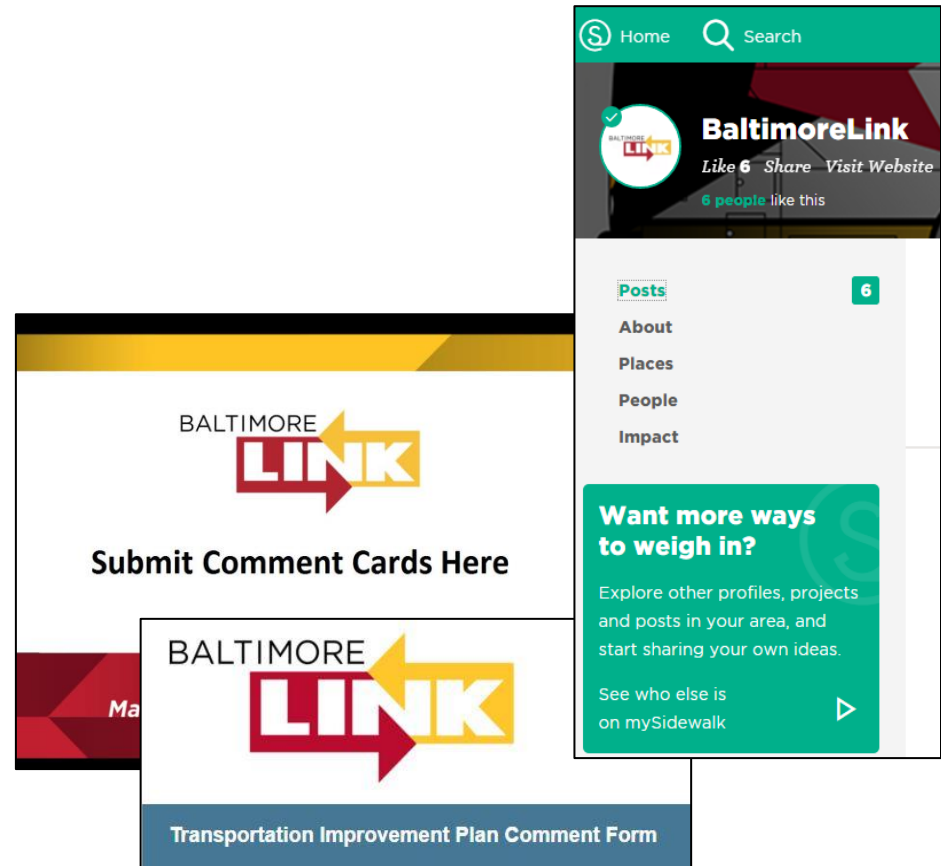 Home
Search
BALTIMORE
LINK
BaltimoreLink
Like 6 Share Visit Website
6 people like this
Posts 6
About
Places
People
Impact
Want more ways
to weigh in?
Explore other profiles, projects
and posts in your area, and
start sharing your own ideas.
See who else is
on mySidewalk
BALTIMORE
LINK
Submit Comment Cards Here
Ma
BALTIMORE
LINK
Transportation Improvement Plan Comment Form